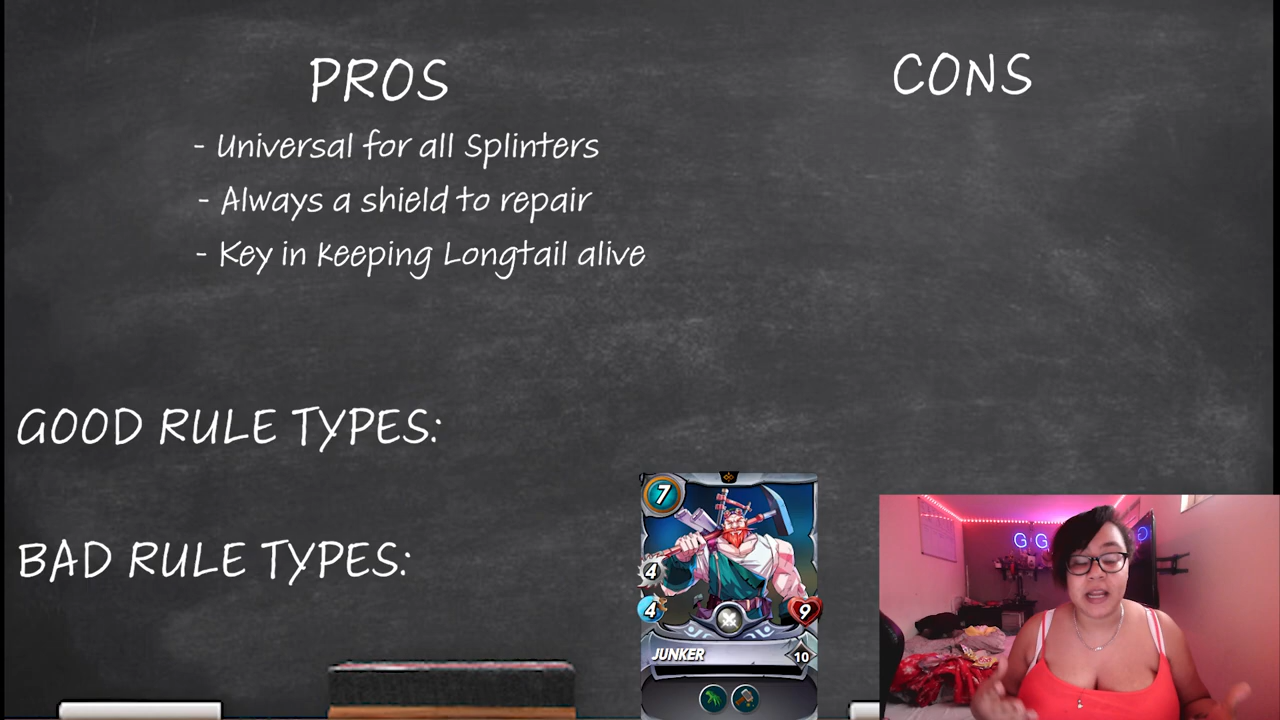 PROS
CONS
- Universal for all Splinters
- Always a shield to repair
- Key in keeping Longtail alive
GOOD RULE TYPES:
BAD RULE TYPES:
7
4
4
9
JUNKER
10
GG